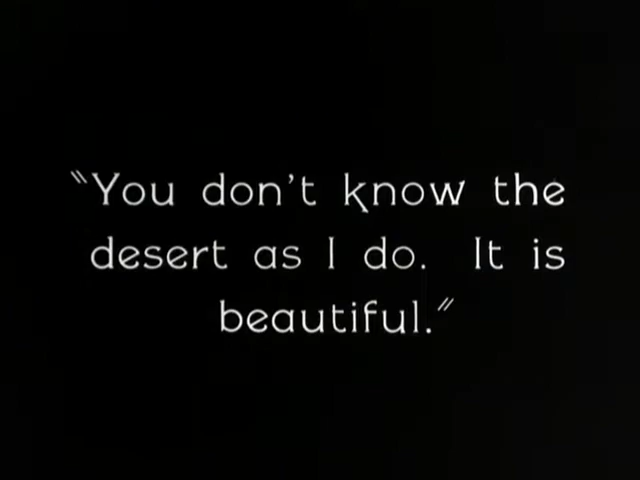 "You don't know the
desert as I do. It is
beautiful."